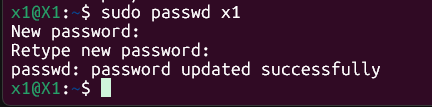 x1@X1:~$ sudo passwd x1
New password:
Retype new password:
passwd: password updated successfully
x1@X1:~$